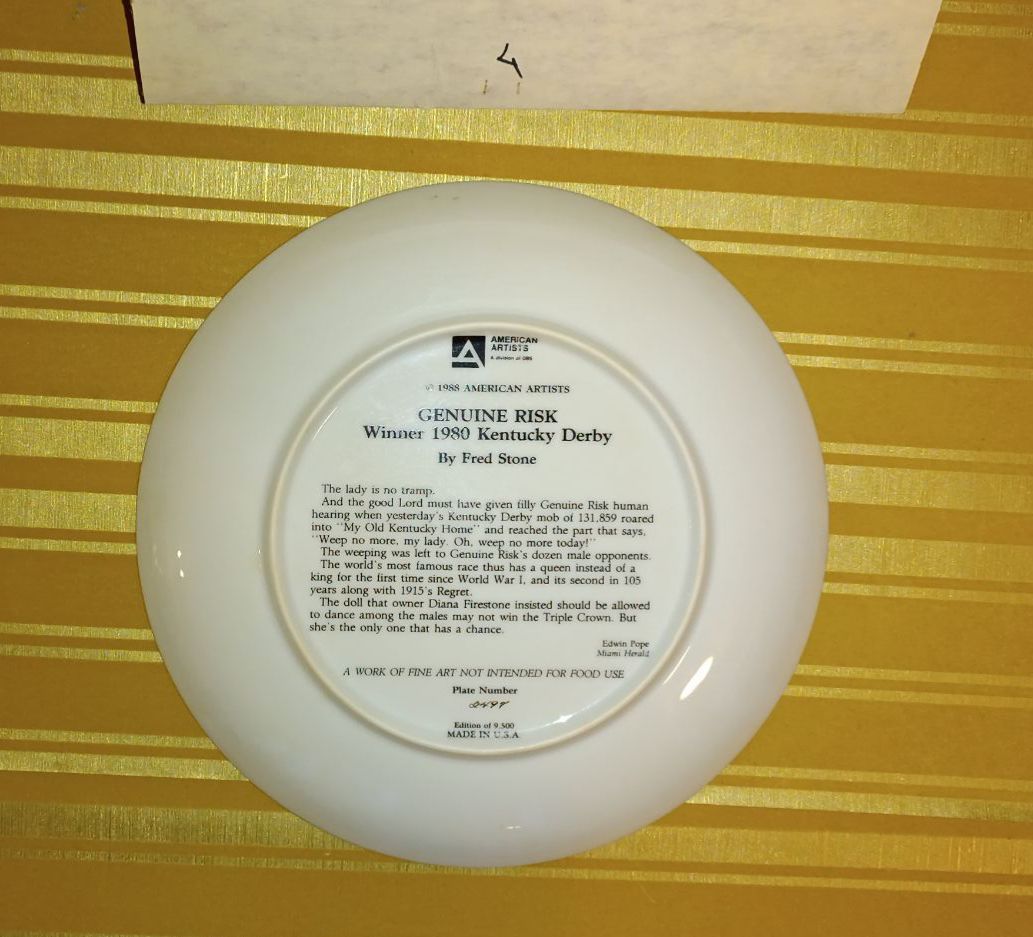 4
AMERICAN
ARTISTS
A division of GMS
© 1988 AMERICAN ARTISTS
GENUINE RISK
Winner 1980 Kentucky Derby
By Fred Stone
The lady is no tramp.
And the good Lord must have given filly Genuine Risk human
hearing when yesterday's Kentucky Derby mob of 131,859 roared
into "My Old Kentucky Home" and reached the part that says,
"Weep no more, my lady. Oh, weep no more today!"
The weeping was left to Genuine Risk's dozen male opponents.
The world's most famous race thus has a queen instead of a
king for the first time since World War I, and its second in 105
years along with 1915's Regret.
The doll that owner Diana Firestone insisted should be allowed
to dance among the males may not win the Triple Crown. But
she's the only one that has a chance.
Edwin Pope
Miami Herald
A WORK OF FINE ART NOT INTENDED FOR FOOD USE
Plate Number
Edition of 9,500
MADE IN U.S.A.